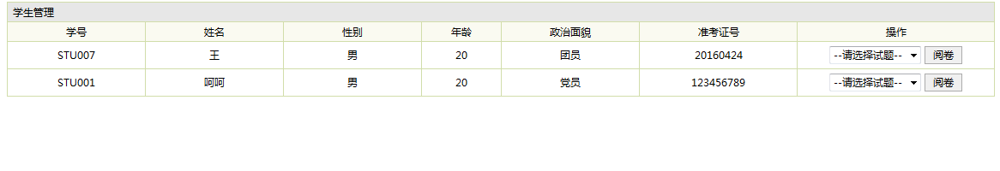 学生管理
学号 姓名 性别 年龄 政治面貌 准考证号 操作
STU007 王 男 20 团员 20160424 --请选择试题-- 阅卷
STU001 呵呵 男 20 党员 123456789 --请选择试题-- 阅卷